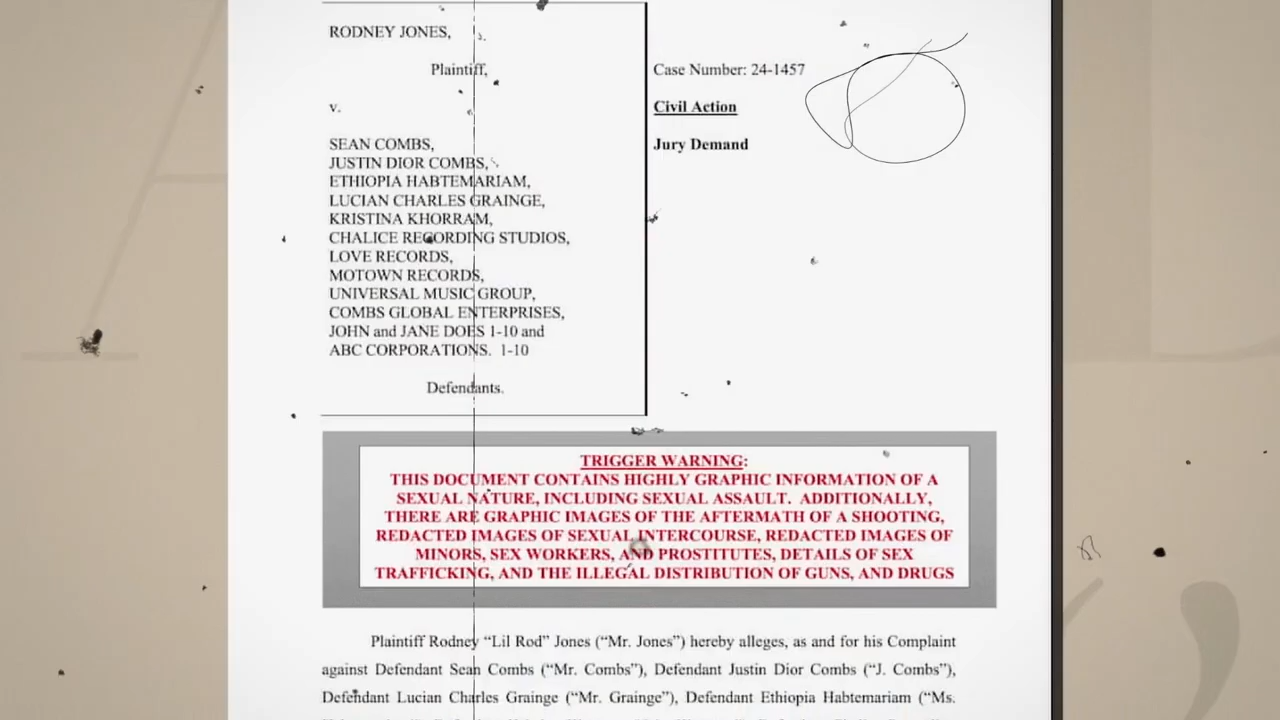 RODNEY JONES,
Plaintiff,
v.
SEAN COMBS,
JUSTIN DIOR COMBS,
ETHIOPIA HABTEMARIAM,
LUCIAN CHARLES GRAINGE,
KRISTINA KHORRAM,
CHALICE RECORDING STUDIOS,
LOVE RECORDS,
MOTOWN RECORDS,
UNIVERSAL MUSIC GROUP,
COMBS GLOBAL ENTERPRISES,
JOHN and JANE DOES 1-10 and
ABC CORPORATIONS. 1-10
Defendants.
Case Number: 24-1457
Civil Action
Jury Demand
TRIGGER WARNING:
THIS DOCUMENT CONTAINS HIGHLY GRAPHIC INFORMATION OF A
SEXUAL NATURE, INCLUDING SEXUAL ASSAULT. ADDITIONALLY,
THERE ARE GRAPHIC IMAGES OF THE AFTERMATH OF A SHOOTING,
REDACTED IMAGES OF SEXUAL INTERCOURSE, REDACTED IMAGES OF
MINORS, SEX WORKERS, AND PROSTITUTES, DETAILS OF SEX
TRAFFICKING, AND THE ILLEGAL DISTRIBUTION OF GUNS, AND DRUGS
Plaintiff Rodney “Lil Rod” Jones (“Mr. Jones”) hereby alleges, as and for his Complaint
against Defendant Sean Combs (“Mr. Combs”), Defendant Justin Dior Combs (“J. Combs”),
Defendant Lucian Charles Grainge (“Mr. Grainge”), Defendant Ethiopia Habtemariam (“Ms.